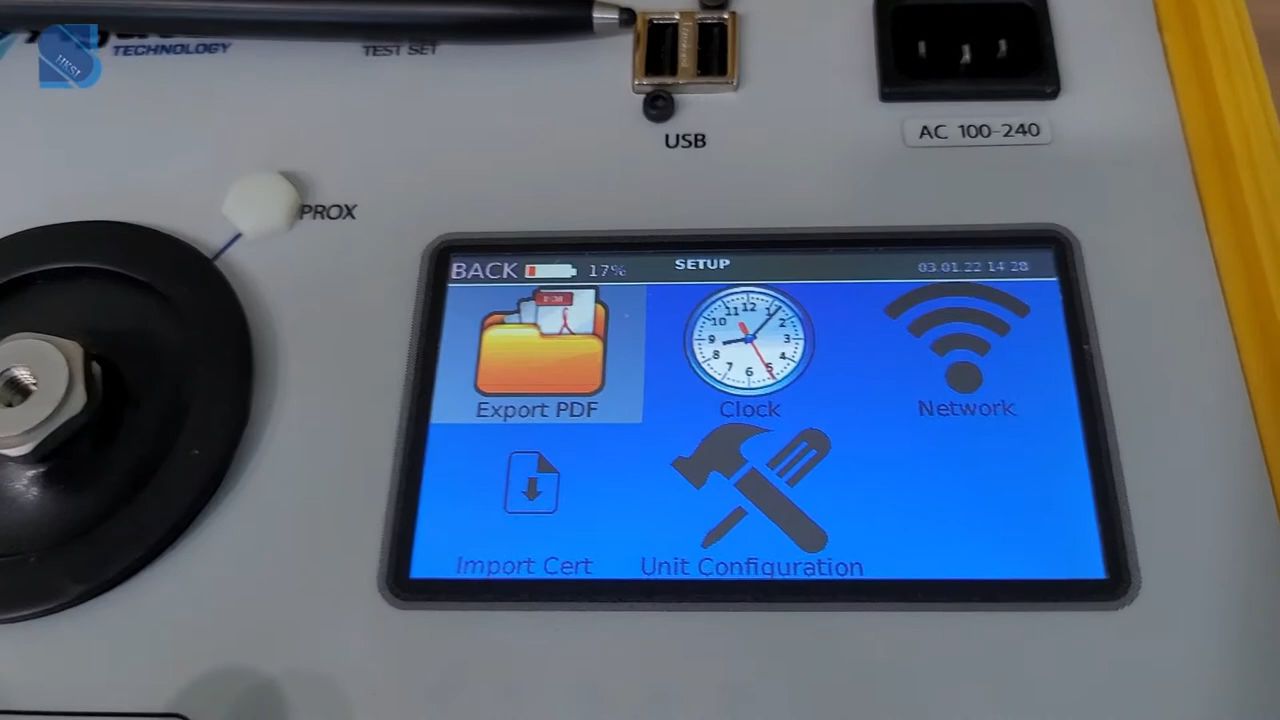 TECHNOLOGY
TEST SET
HKSI
USB
AC 100-240
PROX
BACK 17% SETUP 03.01.22 14:28
Export PDF
Clock
Network
Import Cert
Unit Configuration